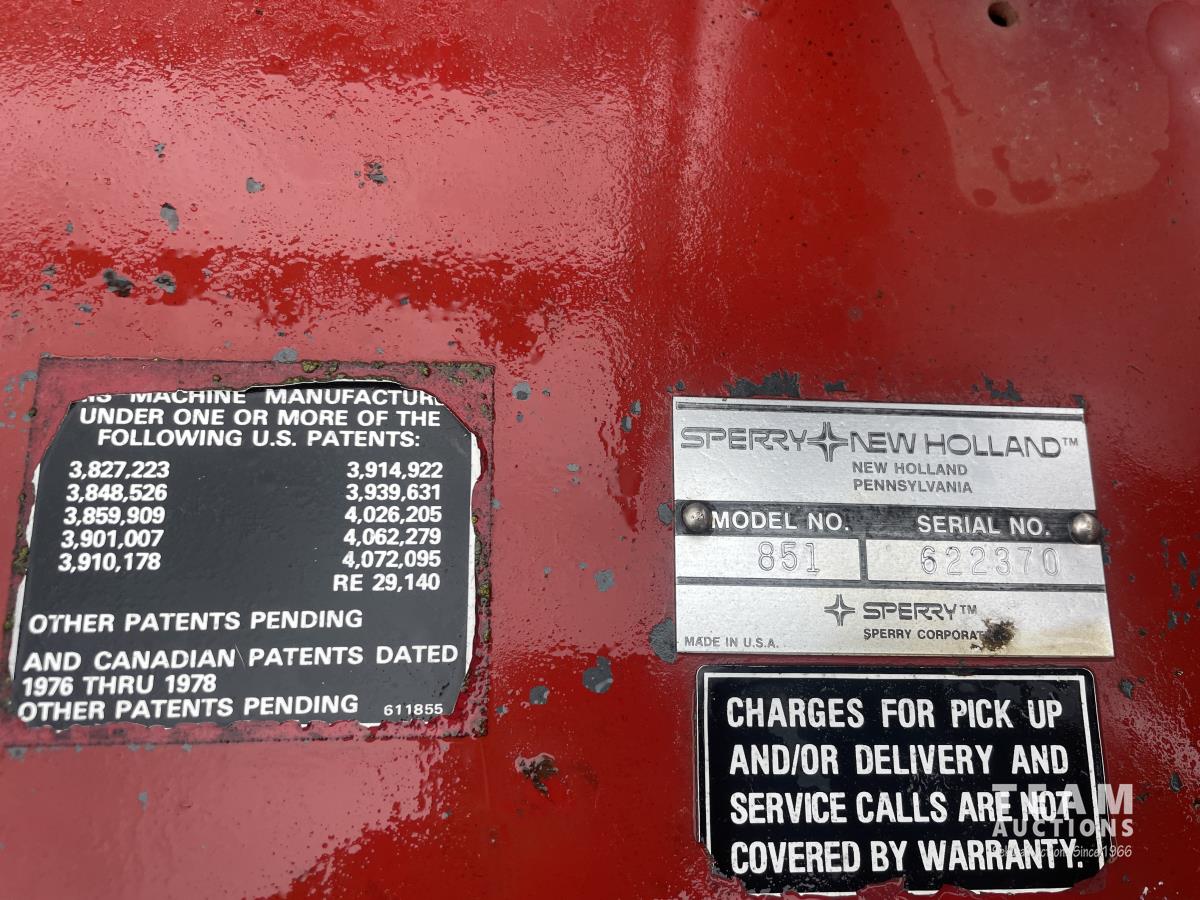 MACHINE
UNDER ONE OR MORE OF THE
FOLLOWING U.S. PATENTS:
3,827,223 3,914,922
3,848,526 3,939,631
3,859,909 4,026,205
3,901,007 4,062,279
3,910,178 4,072,095
RE 29,140
OTHER PATENTS PENDING
AND CANADIAN PATENTS DATED
1976 THRU 1978
OTHER PATENTS PENDING 611855
SPERRY NEW HOLLAND™
NEW HOLLAND
PENNSYLVANIA
MODEL NO. SERIAL NO.
851 622370
SPERRY™
SPERRY CORPORAT
MADE IN U.S.A.
CHARGES FOR PICK UP
AND/OR DELIVERY AND
SERVICE CALLS ARE NOT
COVERED BY WARRANTY.
TEAM
AUCTIONS
Since 1966